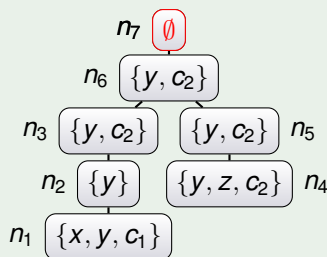 n₇ ∅
n₆ {y, c₂}
n₃ {y, c₂} {y, c₂} n₅
n₂ {y} {y, z, c₂} n₄
n₁ {x, y, c₁}